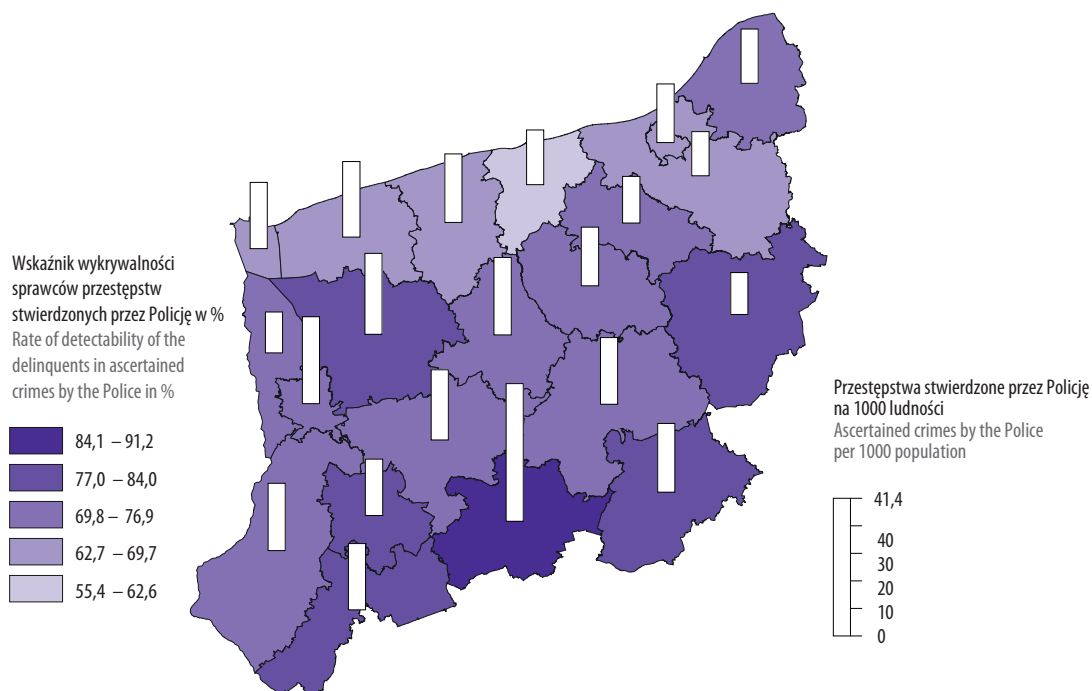 Wskaźnik wykrywalności
sprawców przestępstw
stwierdzonych przez Policję w %
Rate of detectability of the
delinquents in ascertained
crimes by the Police in %
84,1 – 91,2
77,0 – 84,0
69,8 – 76,9
62,7 – 69,7
55,4 – 62,6
Przestępstwa stwierdzone przez Policję
na 1000 ludności
Ascertained crimes by the Police
per 1000 population
41,4
40
30
20
10
0